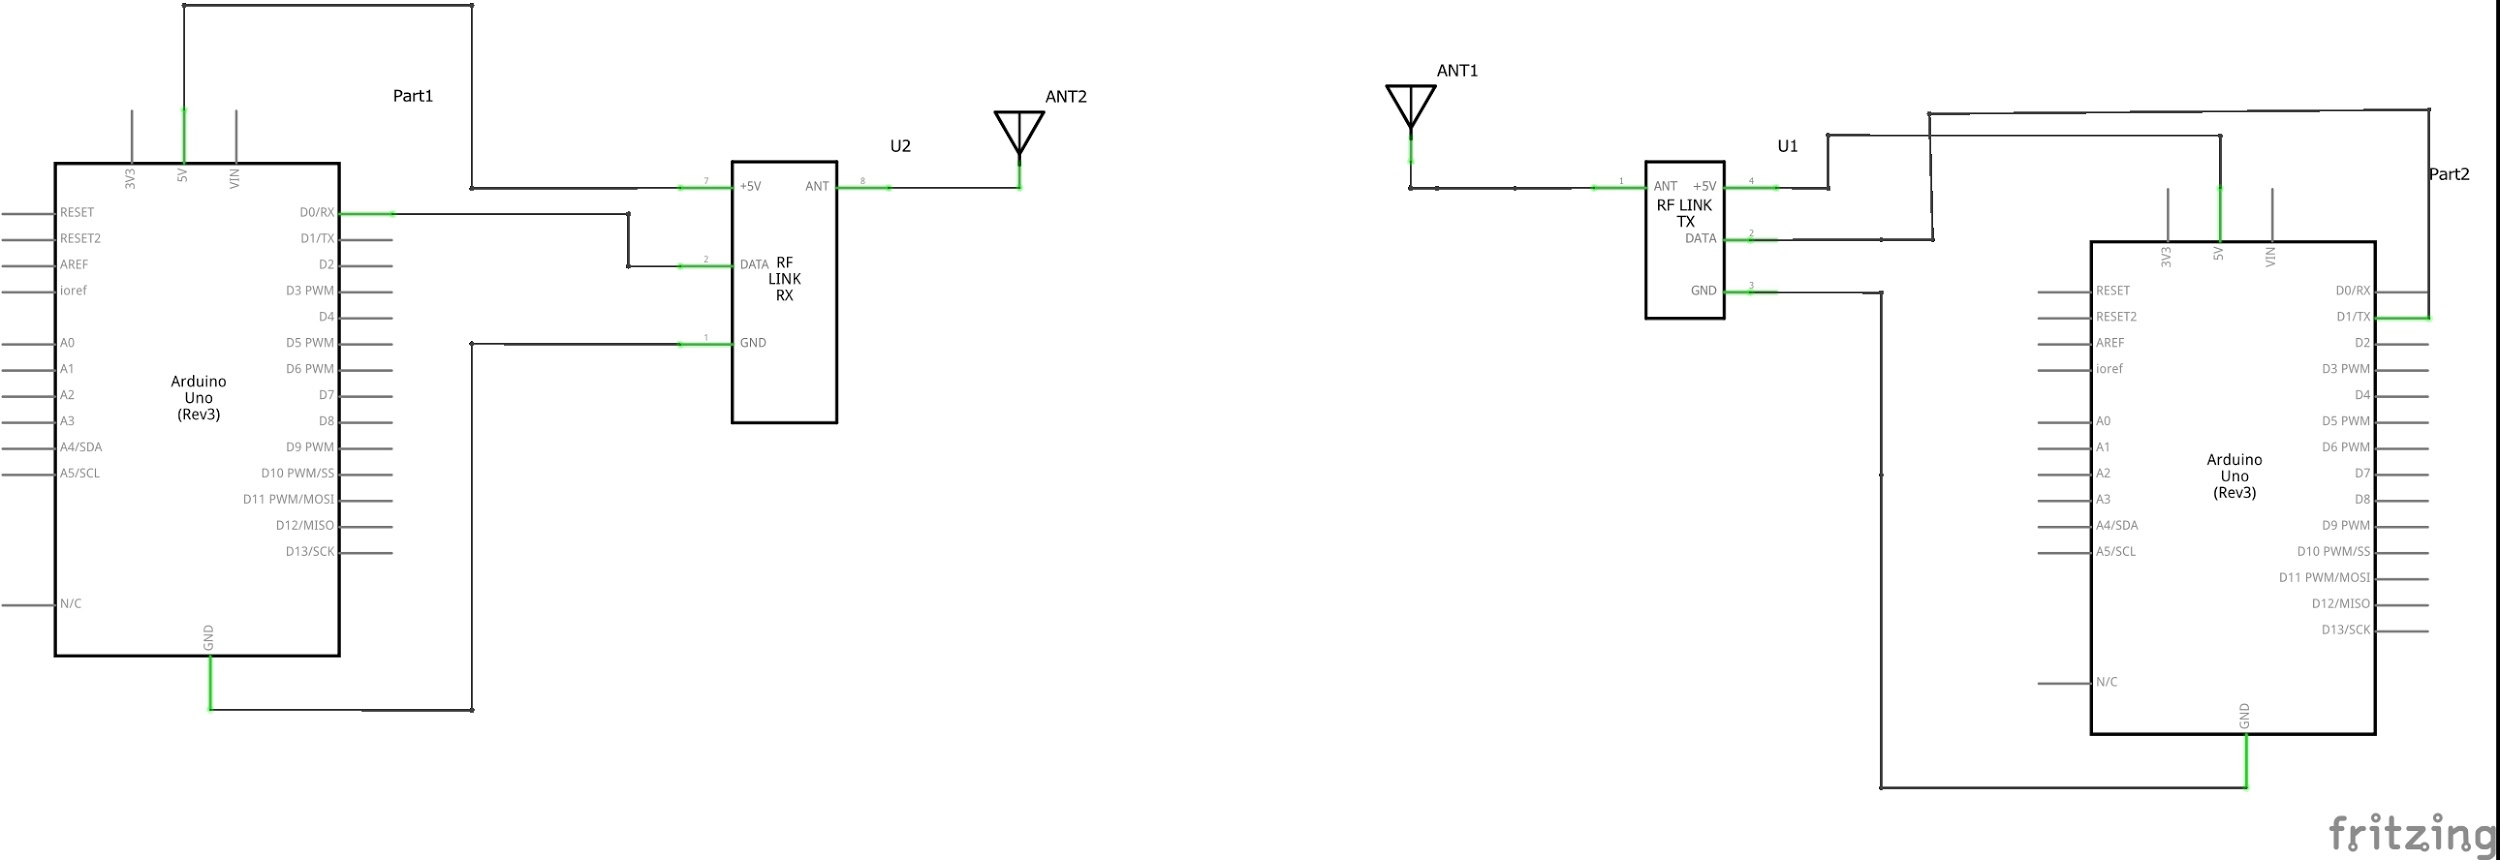 Part1
3V3
5V
VIN
RESET
RESET2
AREF
ioref
A0
A1
A2
A3
A4/SDA
A5/SCL
N/C
D0/RX
D1/TX
D2
D3 PWM
D4
D5 PWM
D6 PWM
D7
D8
D9 PWM
D10 PWM/SS
D11 PWM/MOSI
D12/MISO
D13/SCK
Arduino
Uno
(Rev3)
GND
U2
7
+5V
ANT
8
2
DATA
RF
LINK
RX
1
GND
ANT2
ANT1
U1
1
ANT
+5V
4
RF LINK
TX
DATA
2
GND
3
Part2
3V3
5V
VIN
RESET
RESET2
AREF
ioref
A0
A1
A2
A3
A4/SDA
A5/SCL
N/C
D0/RX
D1/TX
D2
D3 PWM
D4
D5 PWM
D6 PWM
D7
D8
D9 PWM
D10 PWM/SS
D11 PWM/MOSI
D12/MISO
D13/SCK
Arduino
Uno
(Rev3)
GND
fritzing